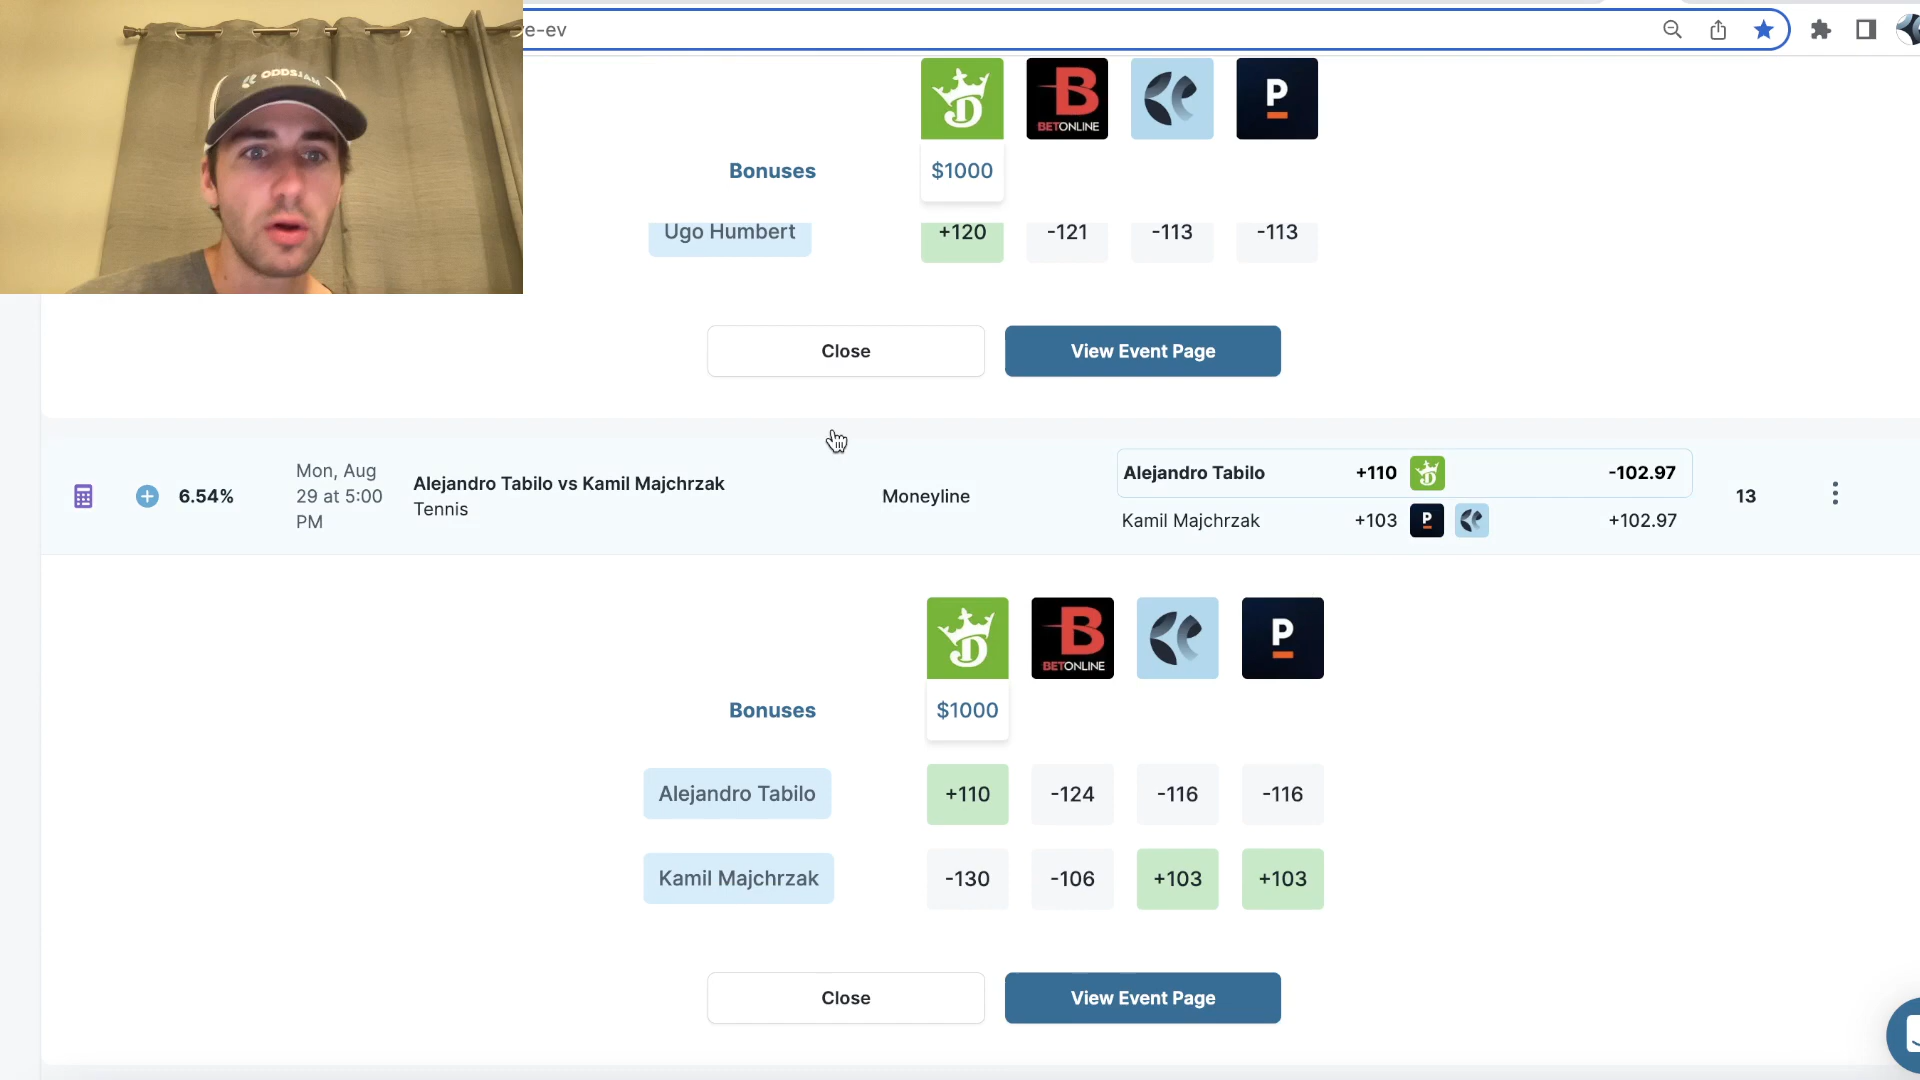 e-ev
ODDSJAM
B
BETONLINE
P
Bonuses
$1000
Ugo Humbert
+120
-121
-113
-113
Close
View Event Page
6.54%
Mon, Aug
29 at 5:00
PM
Alejandro Tabilo vs Kamil Majchrzak
Tennis
Moneyline
Alejandro Tabilo
+110
-102.97
Kamil Majchrzak
+103
P
+102.97
13
B
BETONLINE
P
Bonuses
$1000
Alejandro Tabilo
+110
-124
-116
-116
Kamil Majchrzak
-130
-106
+103
+103
Close
View Event Page